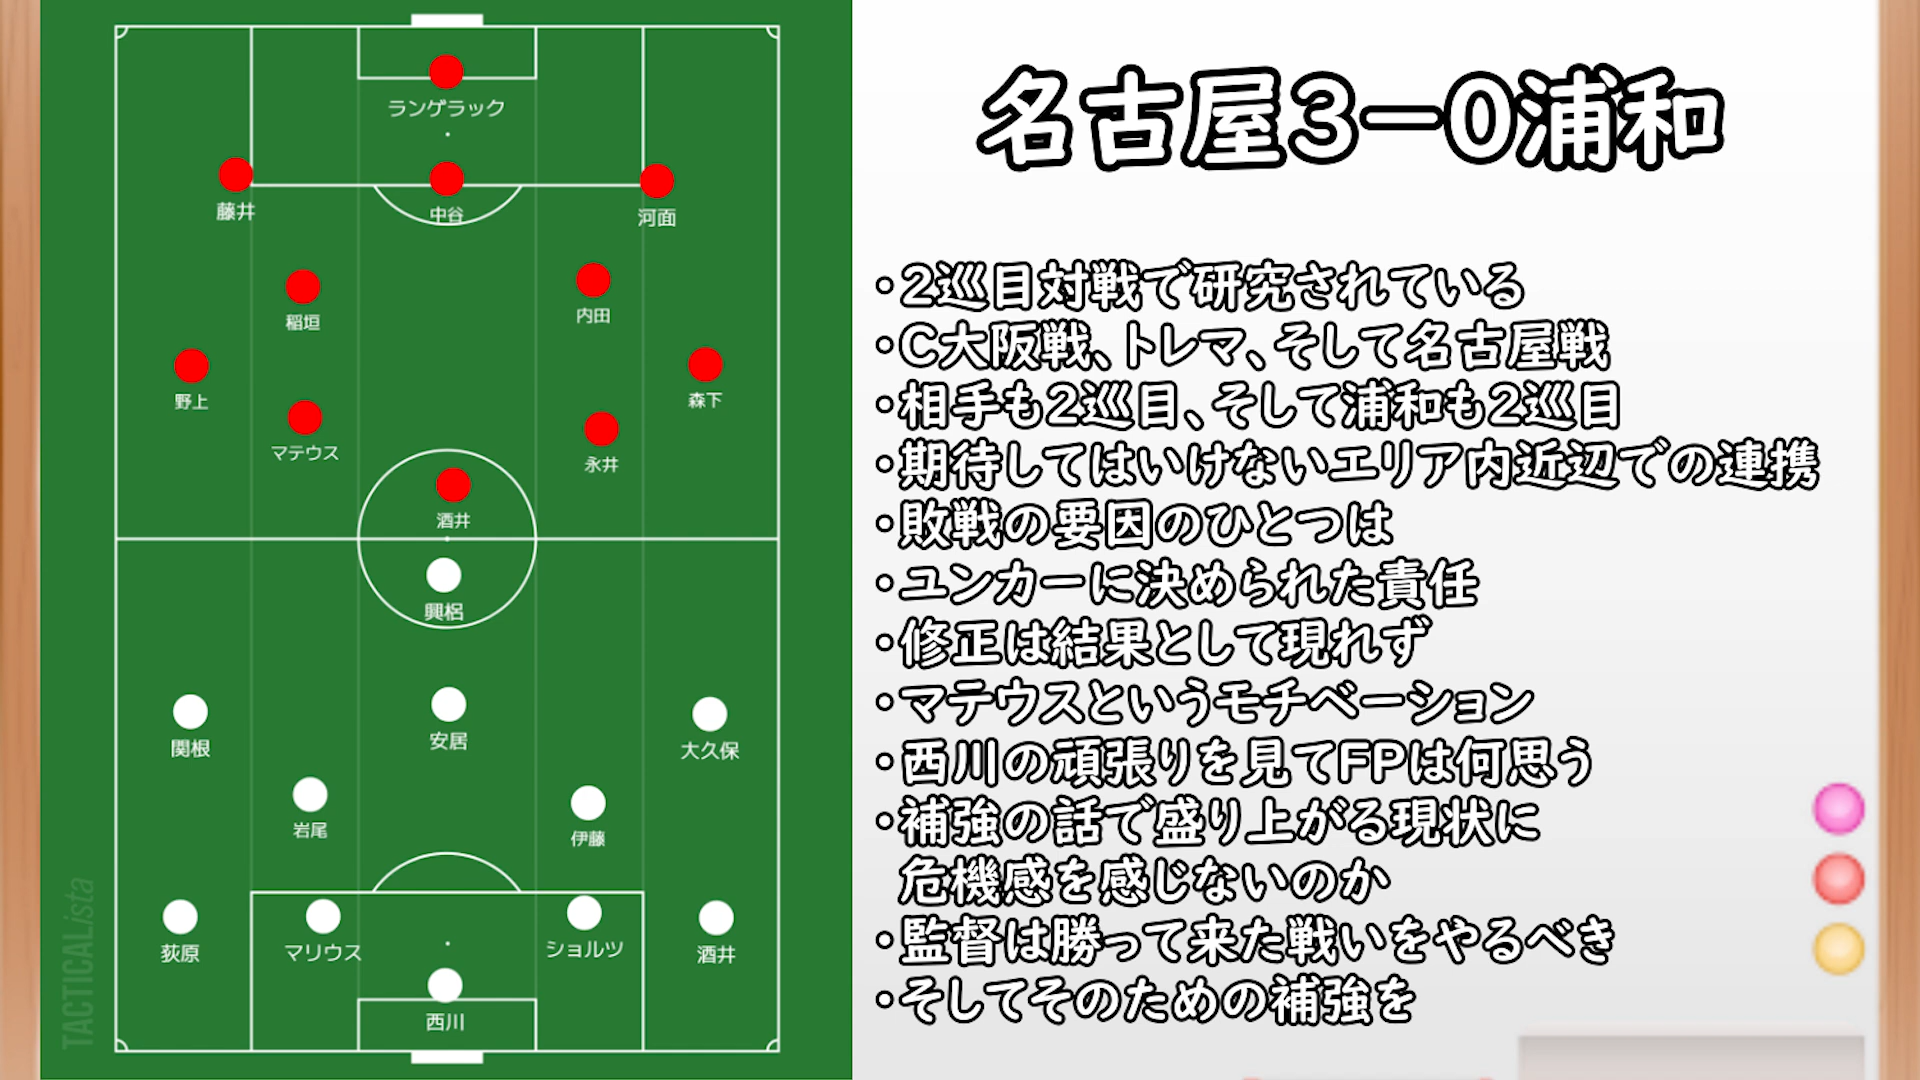 ランゲラック
藤井
中谷
河面
稲垣
内田
野上
森下
マテウス
永井
酒井
興梠
関根
安居
大久保
岩尾
伊藤
荻原
マリウス
ショルツ
酒井
西川
TACTICALista
名古屋3−0浦和
・2巡目対戦で研究されている
・C大阪戦、トレマ、そして名古屋戦
・相手も2巡目、そして浦和も2巡目
・期待してはいけないエリア内近辺での連携
・敗戦の要因のひとつは
・ユンカーに決められた責任
・修正は結果として現れず
・マテウスというモチベーション
・西川の頑張りを見てFPは何思う
・補強の話で盛り上がる現状に
危機感を感じないのか
・監督は勝って来た戦いをやるべき
・そしてそのための補強を